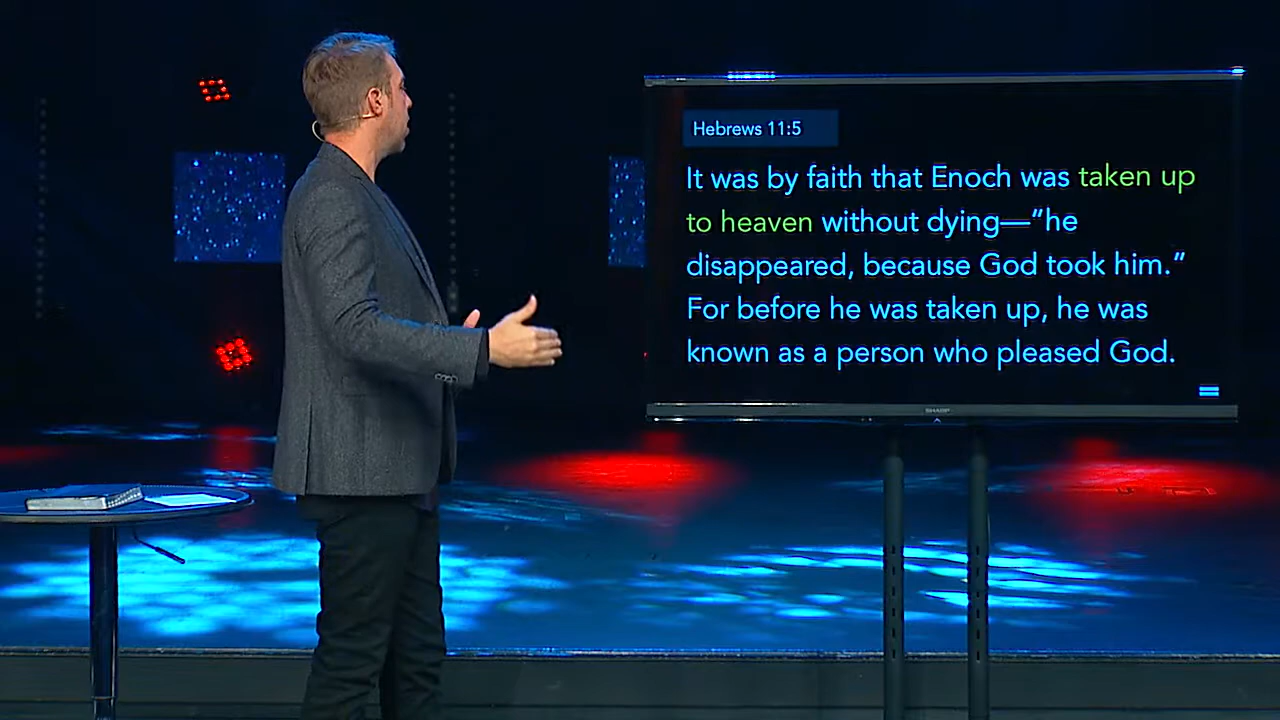 Hebrews 11:5
It was by faith that Enoch was taken up
to heaven without dying—“he
disappeared, because God took him.”
For before he was taken up, he was
known as a person who pleased God.
SHARP